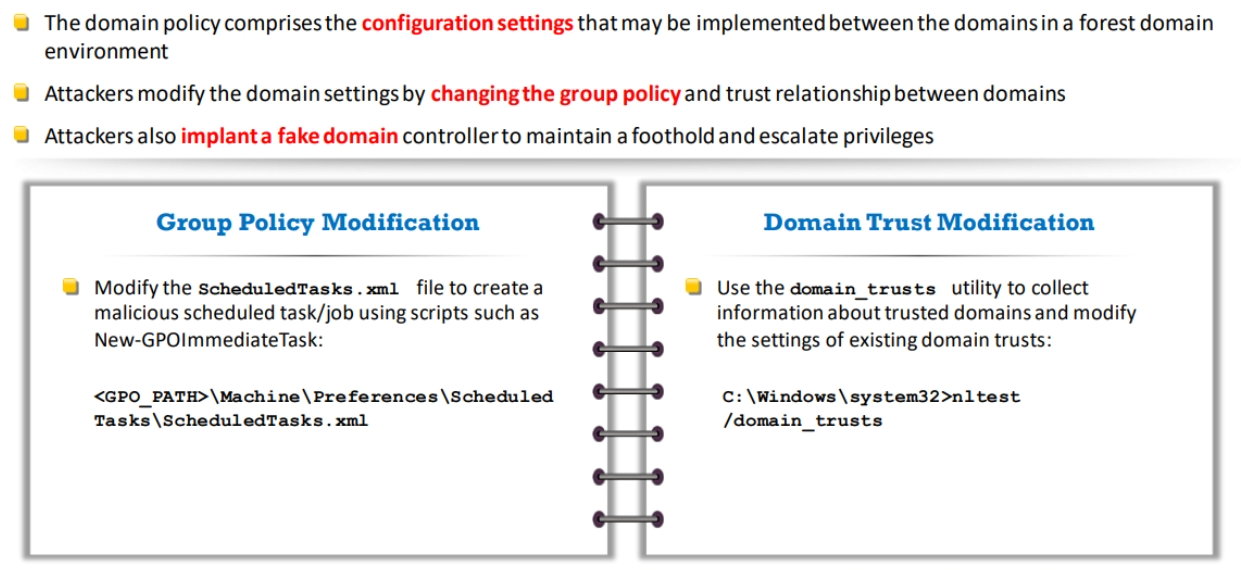 The domain policy comprises the configuration settings that may be implemented between the domains in a forest domain
environment
Attackers modify the domain settings by changing the group policy and trust relationship between domains
Attackers also implant a fake domain controller to maintain a foothold and escalate privileges
Group Policy Modification
Modify the ScheduledTasks.xml file to create a
malicious scheduled task/job using scripts such as
New-GPOImmediateTask:
<GPO_PATH>\Machine\Preferences\Scheduled
Tasks\ScheduledTasks.xml
Domain Trust Modification
Use the domain_trusts utility to collect
information about trusted domains and modify
the settings of existing domain trusts:
C:\Windows\system32>nltest
/domain_trusts